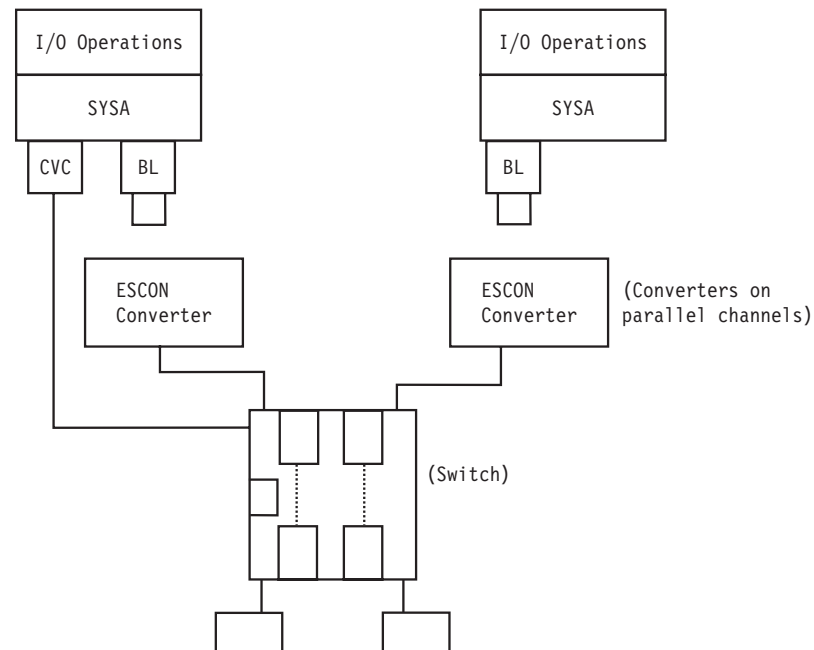 I/O Operations
I/O Operations
SYSA
SYSA
CVC
BL
BL
ESCON
Converter
ESCON
Converter
(Converters on
parallel channels)
(Switch)